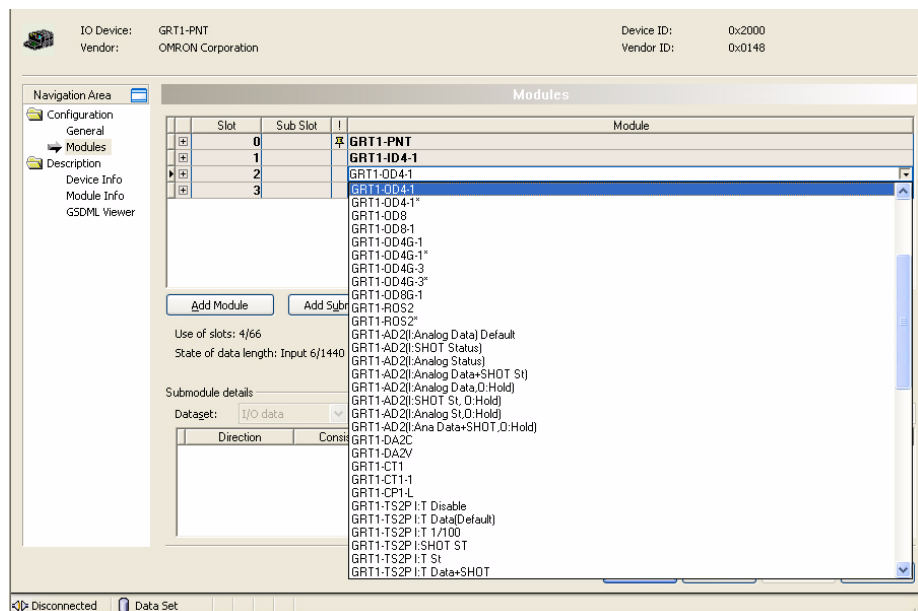 IO Device: GRT1-PNT Device ID: 0x2000
Vendor: OMRON Corporation Vendor ID: 0x0148
Navigation Area
Configuration
General
Modules
Description
Device Info
Module Info
GSDML Viewer
Modules
Slot Sub Slot ! Module
0 GRT1-PNT
1 GRT1-ID4-1
2 GRT1-OD4-1
3
GRT1-OD4-1
GRT1-OD4-1*
GRT1-OD8
GRT1-OD8-1
GRT1-OD4G-1
GRT1-OD4G-1*
GRT1-OD4G-3
GRT1-OD4G-3*
GRT1-OD8G-1
GRT1-ROS2
GRT1-ROS2*
GRT1-AD2(I:Analog Data) Default
GRT1-AD2(I:SHOT Status)
GRT1-AD2(I:Analog Status)
GRT1-AD2(I:Analog Data+SHOT St)
GRT1-AD2(I:Analog Data,O:Hold)
GRT1-AD2(I:SHOT St, O:Hold)
GRT1-AD2(I:Analog St,O:Hold)
GRT1-AD2(I:Ana Data+SHOT,O:Hold)
GRT1-DA2C
GRT1-DA2V
GRT1-CT1
GRT1-CT1-1
GRT1-CP1-L
GRT1-TS2P I:T Disable
GRT1-TS2P I:T Data(Default)
GRT1-TS2P I:T 1/100
GRT1-TS2P I:SHOT ST
GRT1-TS2P I:T St
GRT1-TS2P I:T Data+SHOT
Add Module Add Subr
Use of slots: 4/66
State of data length: Input 6/1440
Submodule details
Dataset: I/O data
Direction Consis
Disconnected Data Set